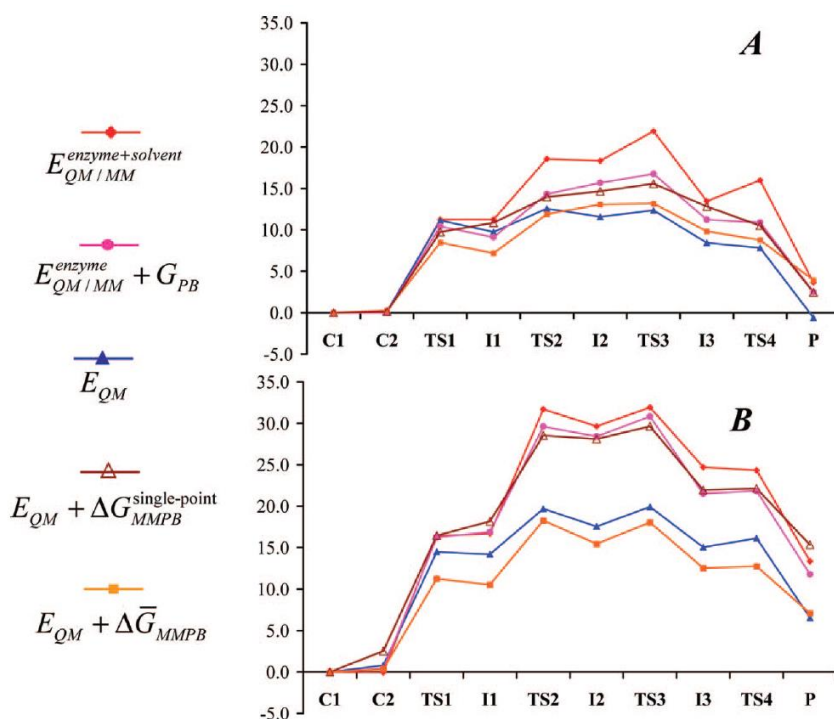 E_{QM/MM}^{enzyme+solvent}
E_{QM/MM}^{enzyme} + G_{PB}
E_{QM}
E_{QM} + ΔG_{MMPB}^{single-point}
E_{QM} + ΔG̅_{MMPB}
A
35.0
30.0
25.0
20.0
15.0
10.0
5.0
0.0
-5.0
C1 C2 TS1 I1 TS2 I2 TS3 I3 TS4 P
B
35.0
30.0
25.0
20.0
15.0
10.0
5.0
0.0
-5.0
C1 C2 TS1 I1 TS2 I2 TS3 I3 TS4 P